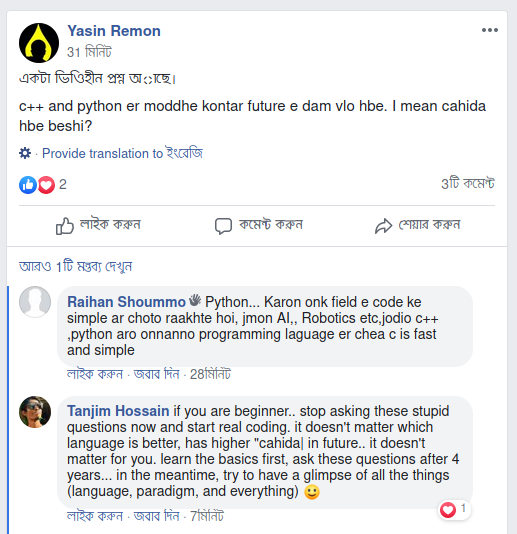 Yasin Remon
31 মিনিট
একটা ভিত্তিহীন প্রশ্ন আছে।
c++ and python er moddhe kontar future e dam vlo hbe. I mean cahida
hbe beshi?
· Provide translation to ইংরেজি
2
3টি কমেন্ট
লাইক করুন
কমেন্ট করুন
শেয়ার করুন
আরও 1টি মন্তব্য দেখুন
Raihan Shoummo Python... Karon onk field e code ke
simple ar choto raakhte hoi, jmon AI,, Robotics etc,jodio c++
,python aro onnanno programming laguage er chea c is fast
and simple
লাইক করুন · জবাব দিন · 28মিনিট
Tanjim Hossain if you are beginner.. stop asking these stupid
questions now and start real coding. it doesn't matter which
language is better, has higher "cahida| in future.. it doesn't
matter for you. learn the basics first, ask these questions after 4
years... in the meantime, try to have a glimpse of all the things
(language, paradigm, and everything) 🙂
1
লাইক করুন · জবাব দিন · 7মিনিট